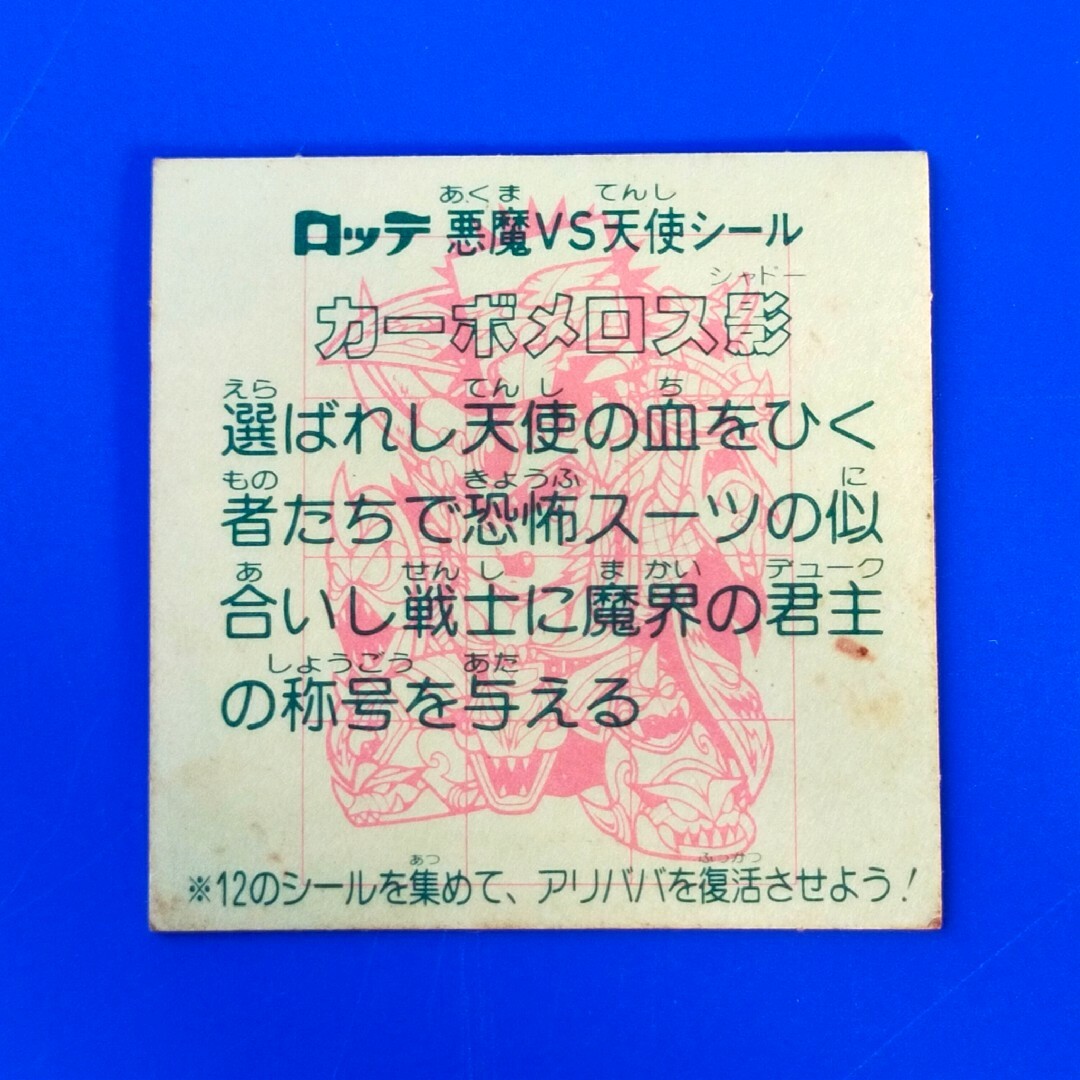 あくま てんし
ロッテ 悪魔VS天使シール
シャドー
カーボメロス影
えら てんし ち
選ばれし天使の血をひく
もの きょうふ に
者たちで恐怖スーツの似
あ せんし まかい デューク
合いし戦士に魔界の君主
しょうごう あた
の称号を与える
あつ ふっかつ
※12のシールを集めて、アリババを復活させよう!